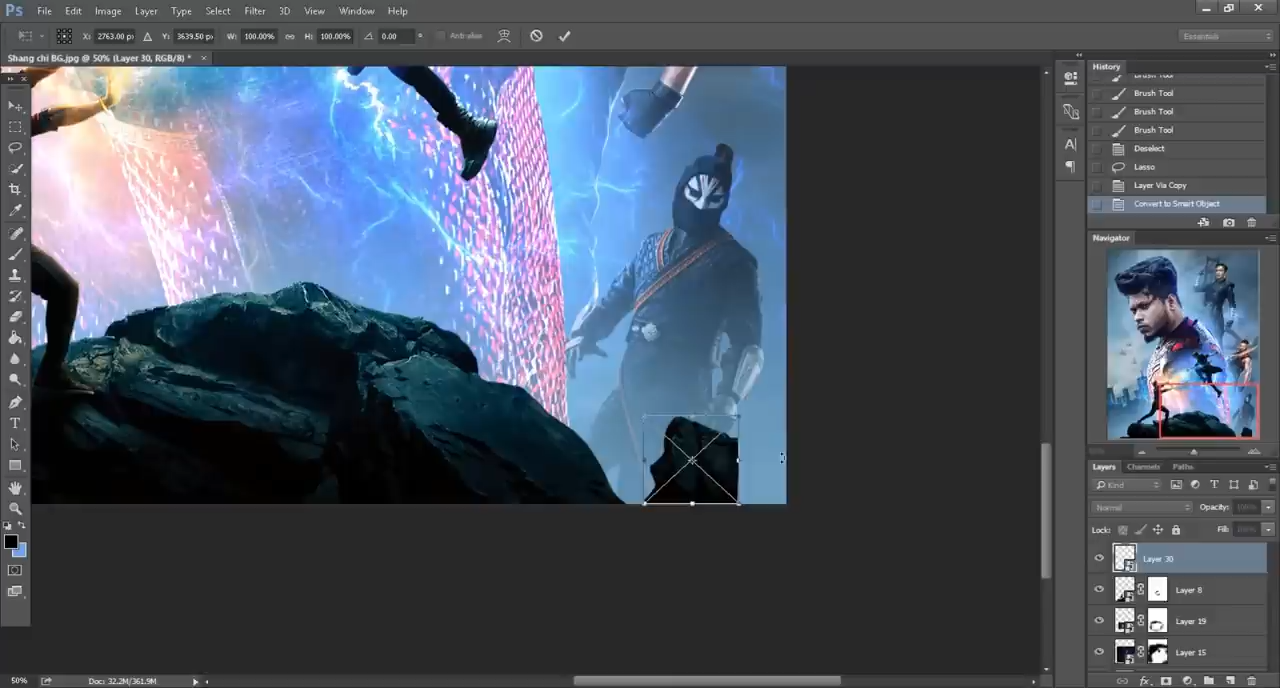 Ps File Edit Image Layer Type Select Filter 3D View Window Help
X: 2763.00 p Y: 3639.50 p W: 100.00% H: 100.00% 0.00 ° Anti-alias Essentials
Shang chi BG.jpg @ 50% (Layer 30, RGB/8) * ×
History
Brush Tool
Brush Tool
Brush Tool
Brush Tool
Deselect
Lasso
Layer Via Copy
Convert to Smart Object
Navigator
Layers Channels Paths
Kind
Normal Opacity: 100%
Lock: Fill: 100%
Layer 30
Layer 8
Layer 19
Layer 15
50% Doc: 32.2M/361.9M